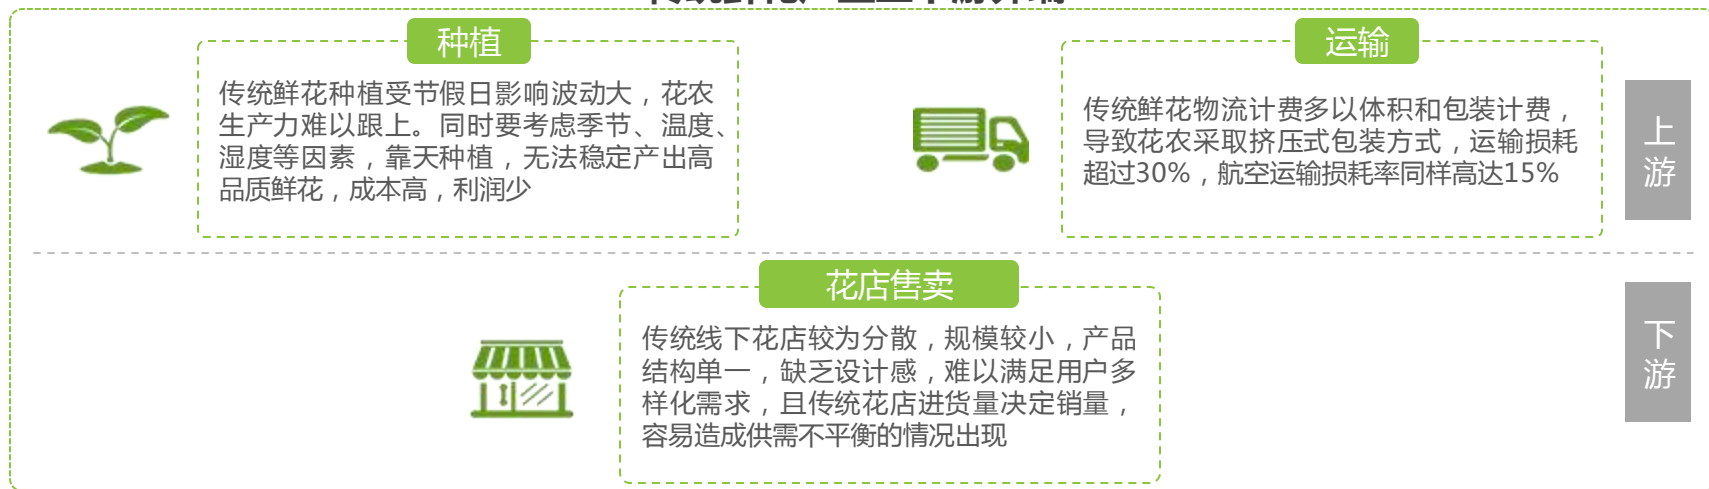 种植
传统鲜花种植受节假日影响波动大，花农
生产力难以跟上。同时要考虑季节、温度、
湿度等因素，靠天种植，无法稳定产出高
品质鲜花，成本高，利润少
运输
传统鲜花物流计费多以体积和包装计费，
导致花农采取挤压式包装方式，运输损耗
超过30%，航空运输损耗率同样高达15%
上
游
花店售卖
传统线下花店较为分散，规模较小，产品
结构单一，缺乏设计感，难以满足用户多
样化需求，且传统花店进货量决定销量，
容易造成供需不平衡的情况出现
下
游